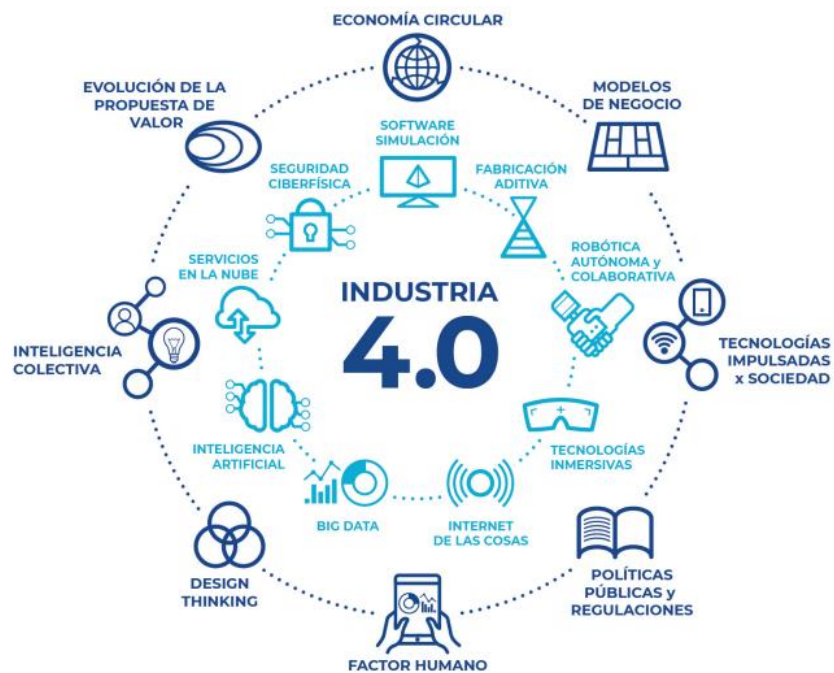 ECONOMÍA CIRCULAR
EVOLUCIÓN DE LA
PROPUESTA DE
VALOR
MODELOS
DE NEGOCIO
SOFTWARE
SIMULACIÓN
SEGURIDAD
CIBERFÍSICA
FABRICACIÓN
ADITIVA
SERVICIOS
EN LA NUBE
ROBÓTICA
AUTÓNOMA y
COLABORATIVA
INDUSTRIA
4.0
INTELIGENCIA
COLECTIVA
TECNOLOGÍAS
IMPULSADAS
x SOCIEDAD
INTELIGENCIA
ARTIFICIAL
TECNOLOGÍAS
INMERSIVAS
BIG DATA
INTERNET
DE LAS COSAS
DESIGN
THINKING
POLÍTICAS
PÚBLICAS y
REGULACIONES
FACTOR HUMANO